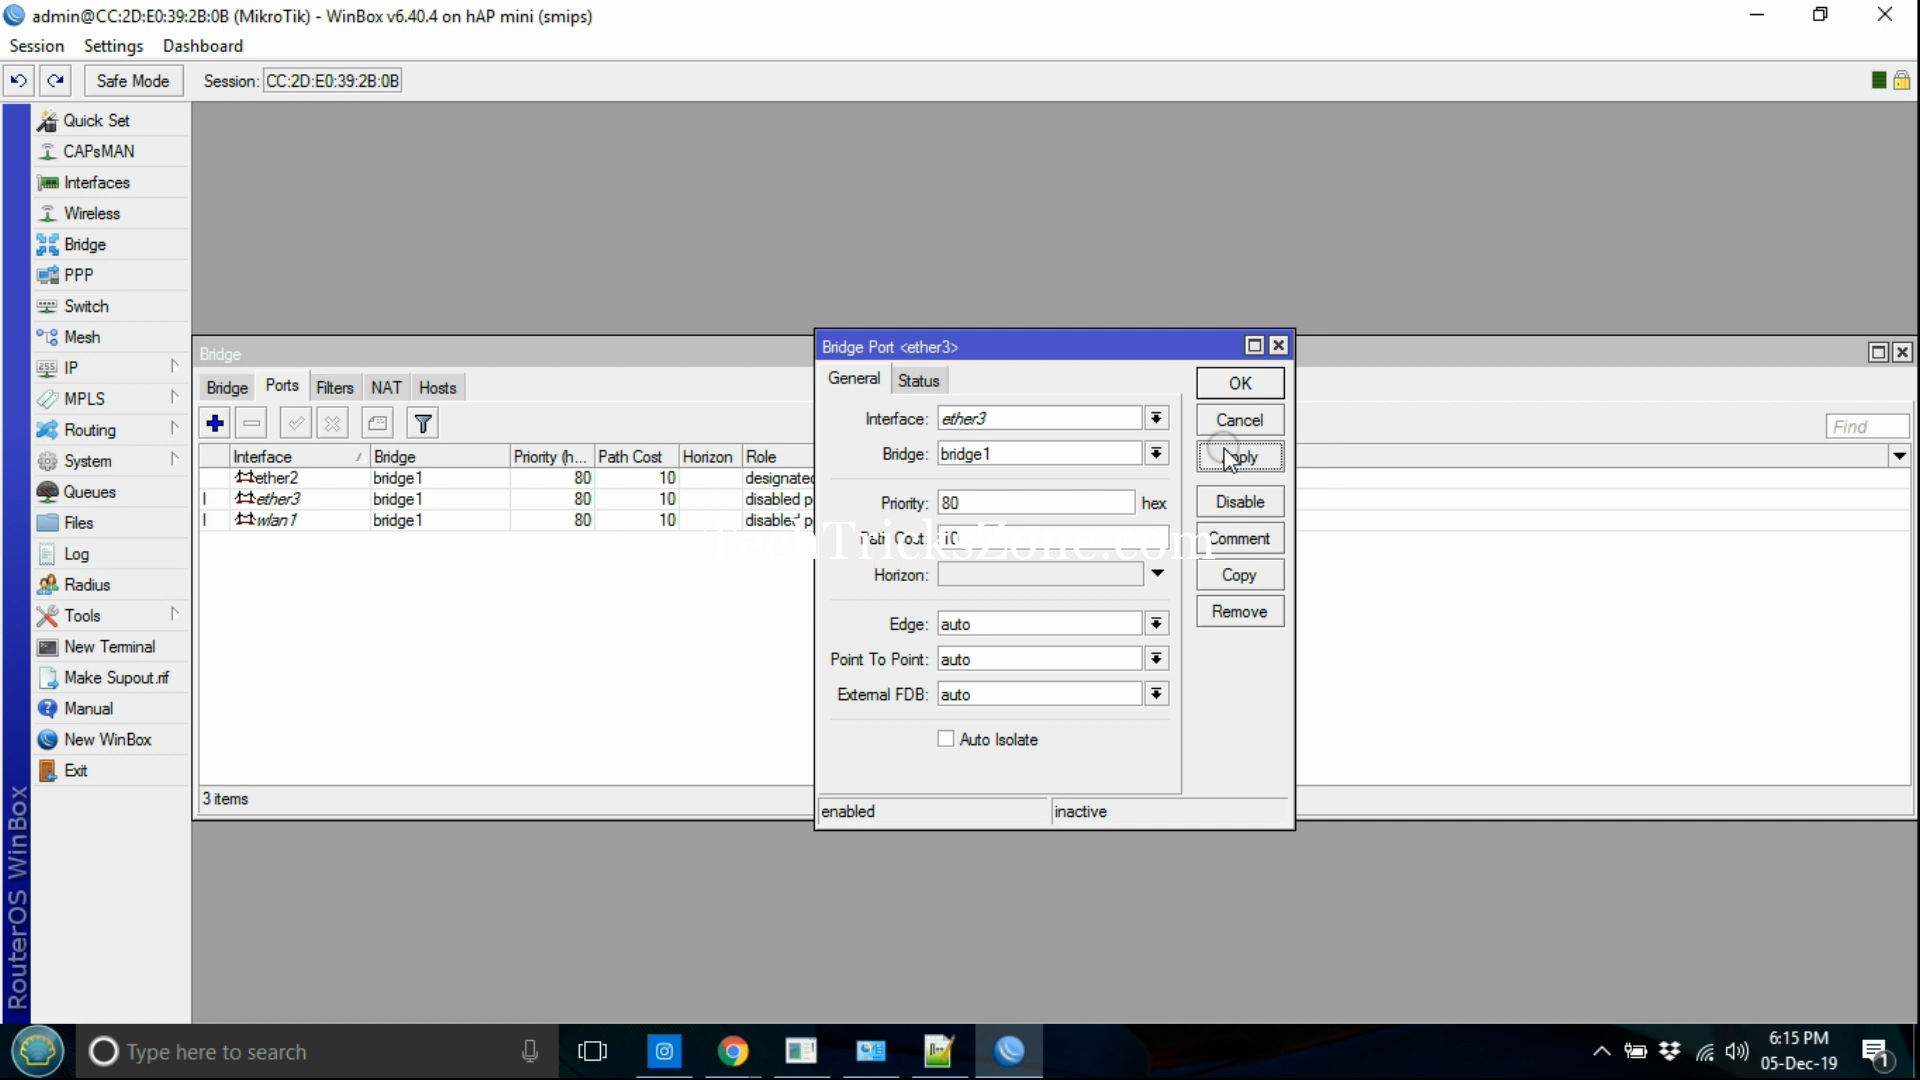 admin@CC:2D:E0:39:2B:0B (MikroTik) - WinBox v6.40.4 on hAP mini (smips)
Session Settings Dashboard
Safe Mode Session: CC:2D:E0:39:2B:0B
Quick Set
CAPsMAN
Interfaces
Wireless
Bridge
PPP
Switch
Mesh
IP
MPLS
Routing
System
Queues
Files
Log
Radius
Tools
New Terminal
Make Supout.rif
Manual
New WinBox
Exit
RouterOS WinBox
Bridge
Bridge Ports Filters NAT Hosts
Find
Interface / Bridge Priority (h... Path Cost Horizon Role
ether2 bridge1 80 10 designated
I ether3 bridge1 80 10 disabled p
I wlan1 bridge1 80 10 disabled p
3 items
Bridge Port <ether3>
General Status
Interface: ether3
Bridge: bridge1
Priority: 80 hex
Path Cost: 10
Horizon:
Edge: auto
Point To Point: auto
External FDB: auto
Auto Isolate
enabled inactive
OK
Cancel
Apply
Disable
Comment
Copy
Remove
TechTricksZone.com
Type here to search
6:15 PM
05-Dec-19
1